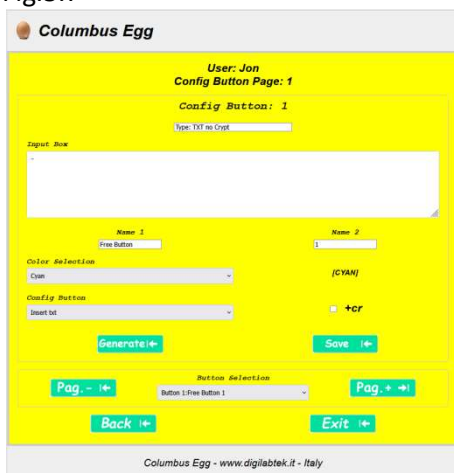 Columbus Egg
User: Jon
Config Button Page: 1
Config Button: 1
Type: TXT no Crypt
Input Box
-
Name 1 Name 2
Free Button 1
Color Selection
Cyan [CYAN]
Config Button
Insert txt +cr
Generate Save
Button Selection
Pag.- Button 1:Free Button 1 Pag.+
Back Exit
Columbus Egg - www.digilabtek.it - Italy